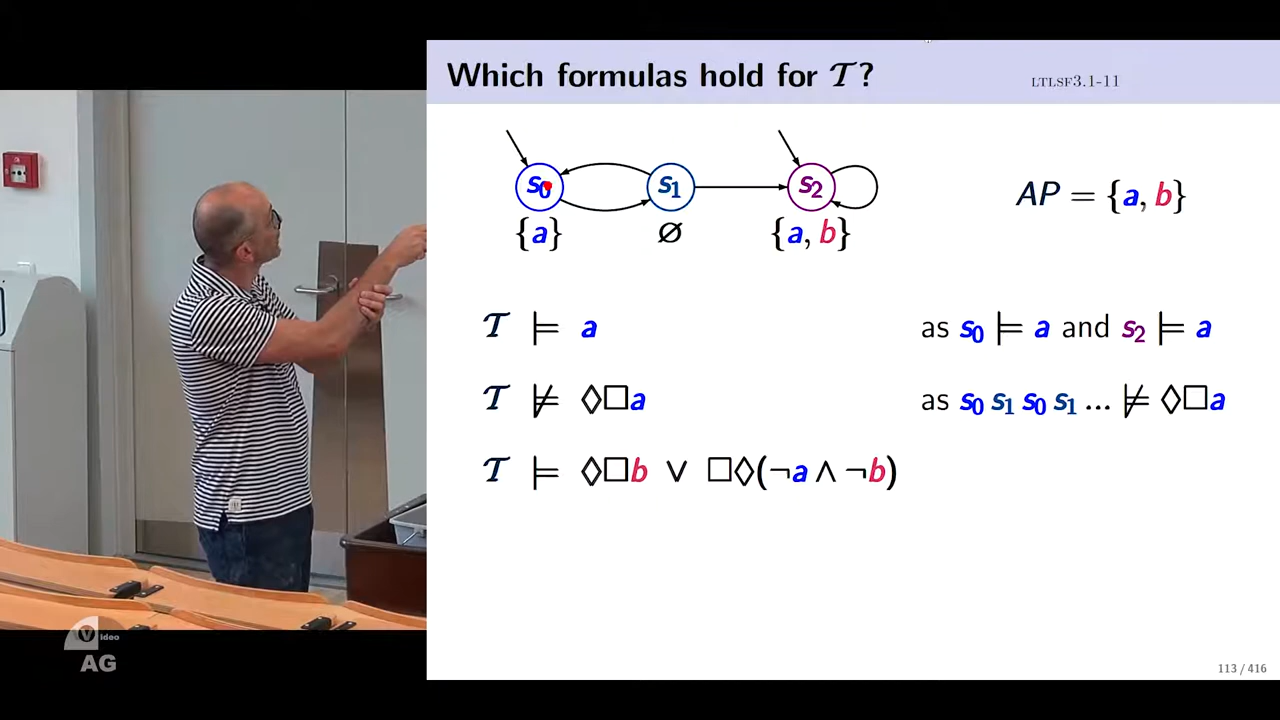 Which formulas hold for 𝒯?
LTLSF3.1-11
s₀ s₁ s₂
{a} ∅ {a, b}
AP = {a, b}
𝒯 ⊨ a as s₀ ⊨ a and s₂ ⊨ a
𝒯 ⊭ ◊□a as s₀ s₁ s₀ s₁ ... ⊭ ◊□a
𝒯 ⊨ ◊□b ∨ □◊(¬a ∧ ¬b)
113 / 416
Video
AG